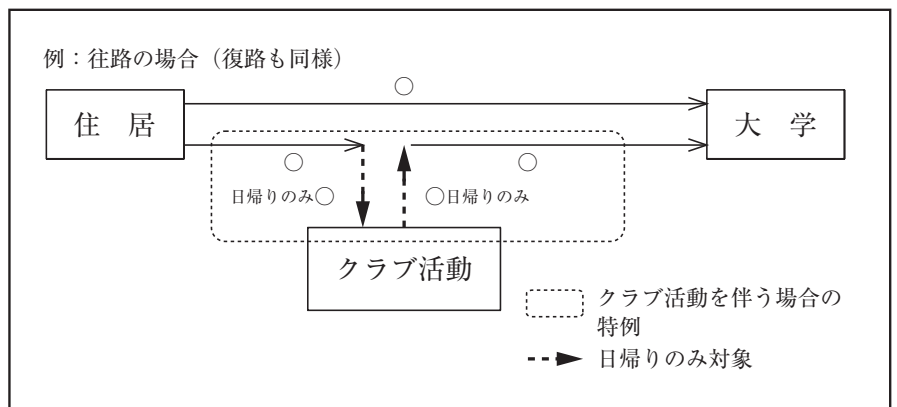 例：往路の場合（復路も同様）
○
住　居
大　学
○
○
日帰りのみ○
○日帰りのみ
クラブ活動
クラブ活動を伴う場合の
特例
日帰りのみ対象